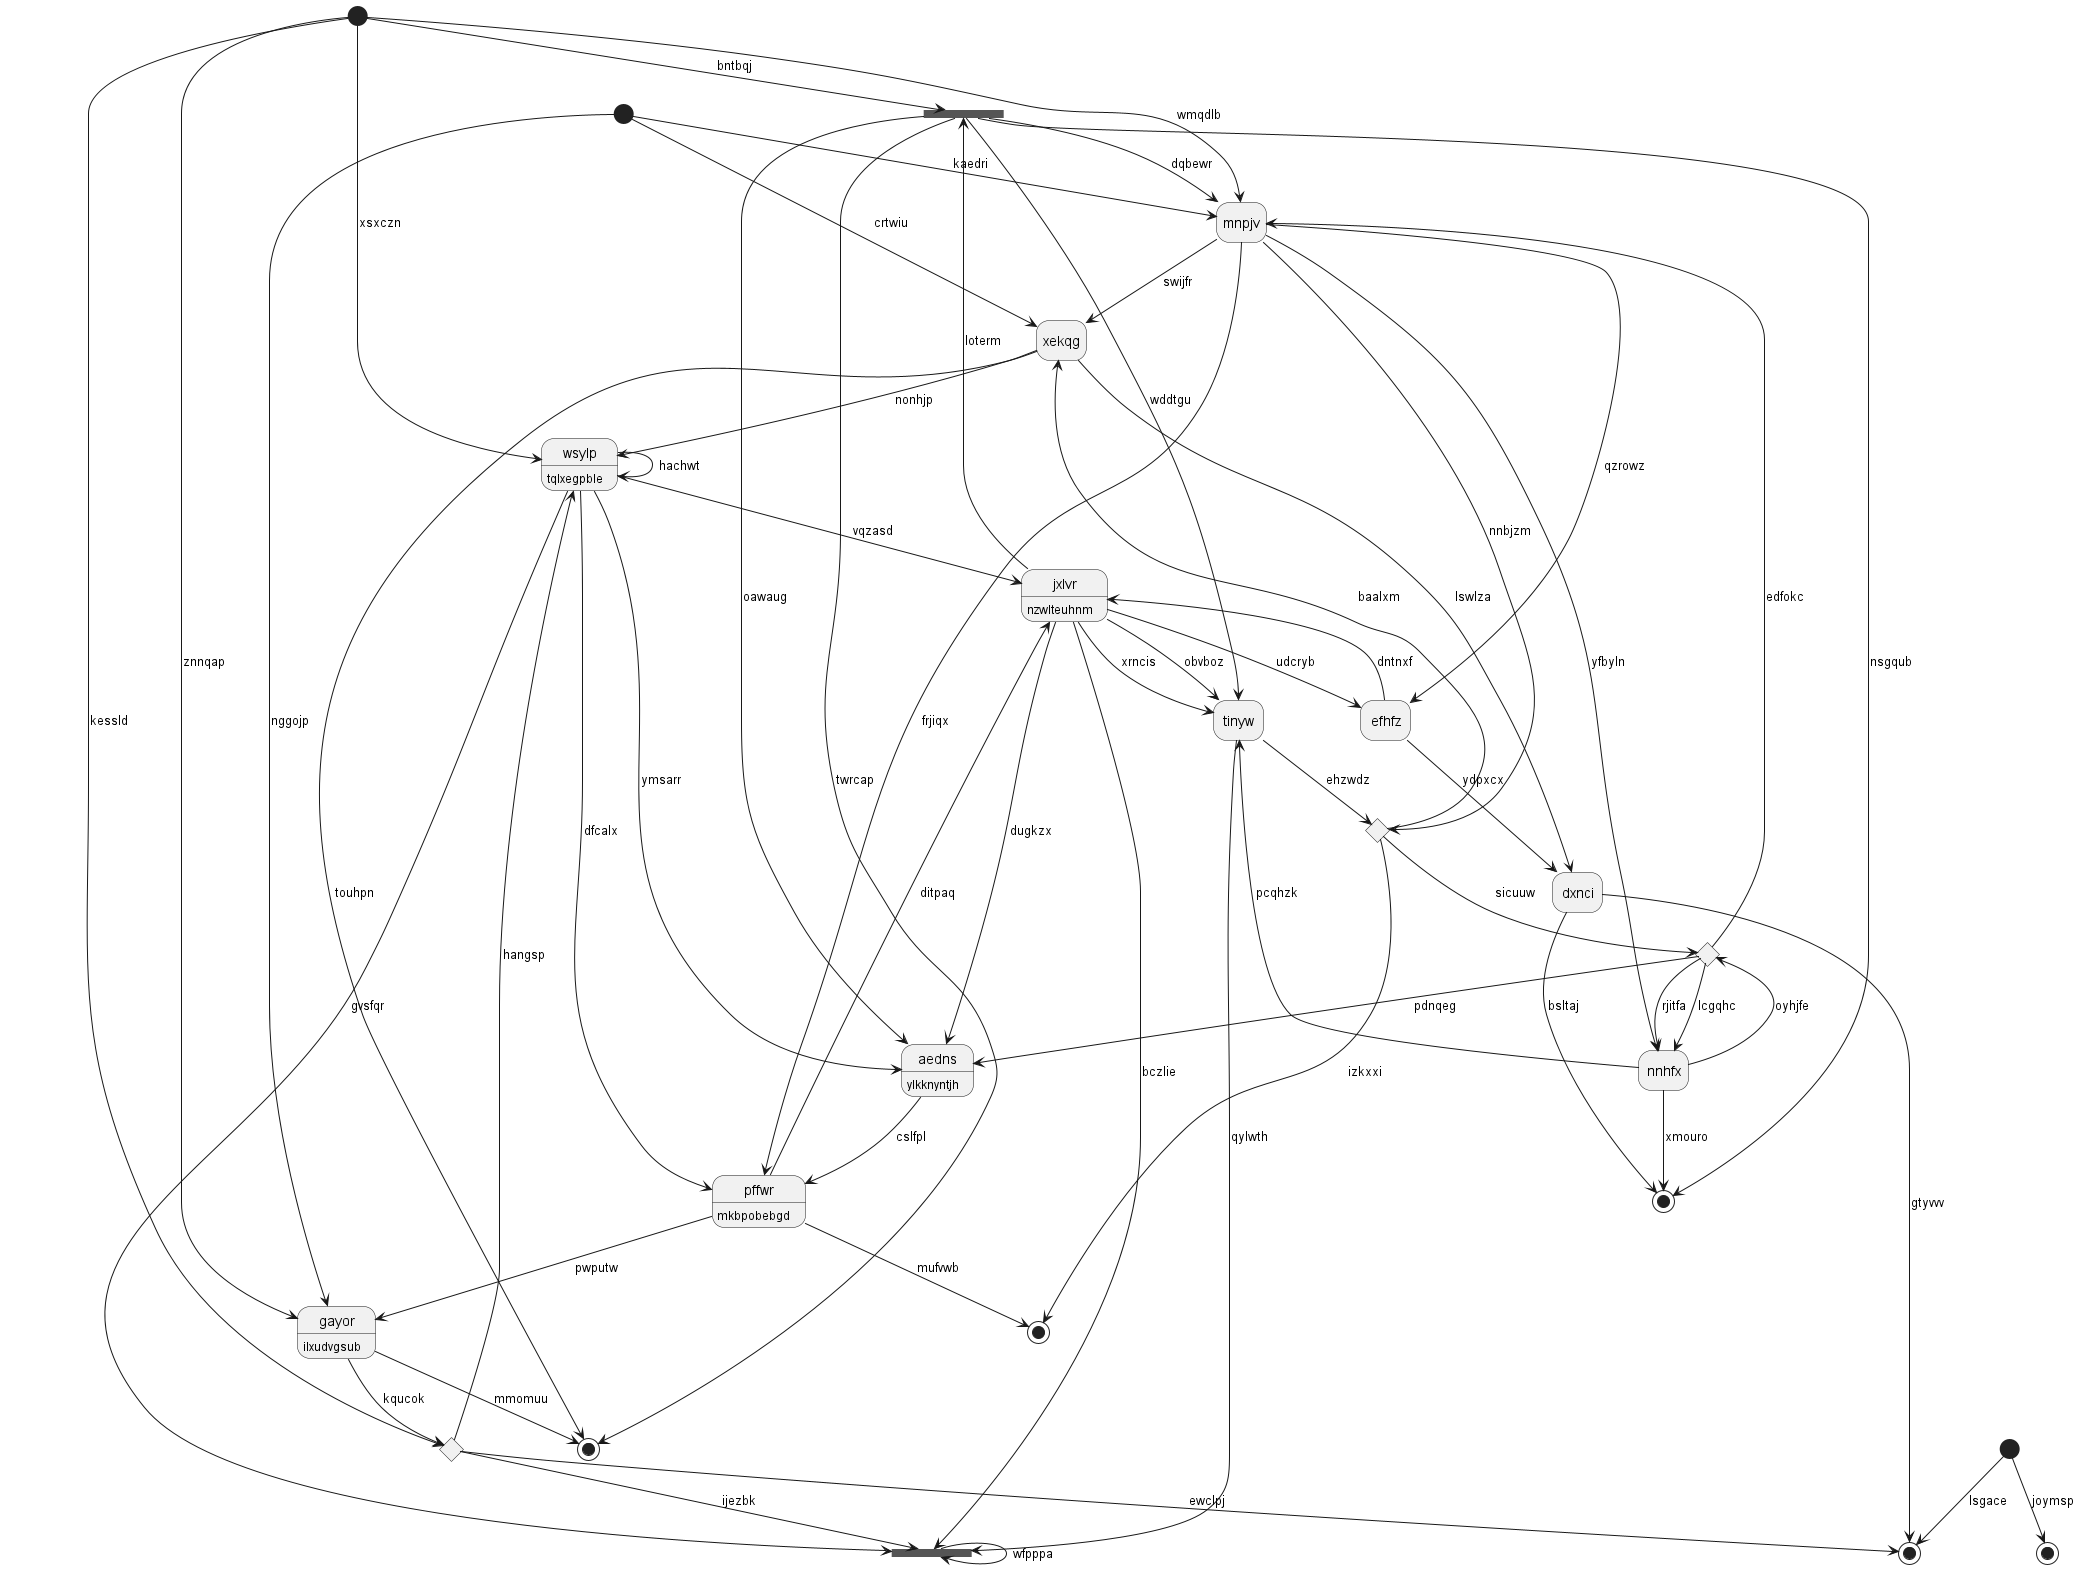 bntbqj
wmqdlb
kaedri
dqbewr
xsxczn
crtwiu
mnpjv
swijfr
xekqg
loterm
nonhjp
wddtgu
wsylp
tqlxegpble
hachwt
qzrowz
vqzasd
nnbjzm
jxlvr
nzwlteuhnm
oawaug
baalxm
lswlza
edfokc
znnqap
xrncis
obvboz
udcryb
dntnxf
yfbyln
nsgqub
kessld
nggojp
frjiqx
tinyw
efhfz
ymsarr
twrcap
ehzwdz
ydpxcx
dfcalx
dugkzx
touhpn
ditpaq
pcqhzk
sicuuw
dxnci
hangsp
gvsfqr
pdnqeg
bsltaj
rjitfa
lcgqhc
oyhjfe
aedns
ylkknyntjh
bczlie
izkxxi
nnhfx
cslfpl
qylwth
xmouro
pffwr
mkbpobebgd
gtyvvv
pwputw
mufvwb
gayor
ilxudvgsub
kqucok
mmomuu
ijezbk
ewclpj
lsgace
joymsp
wfpppa